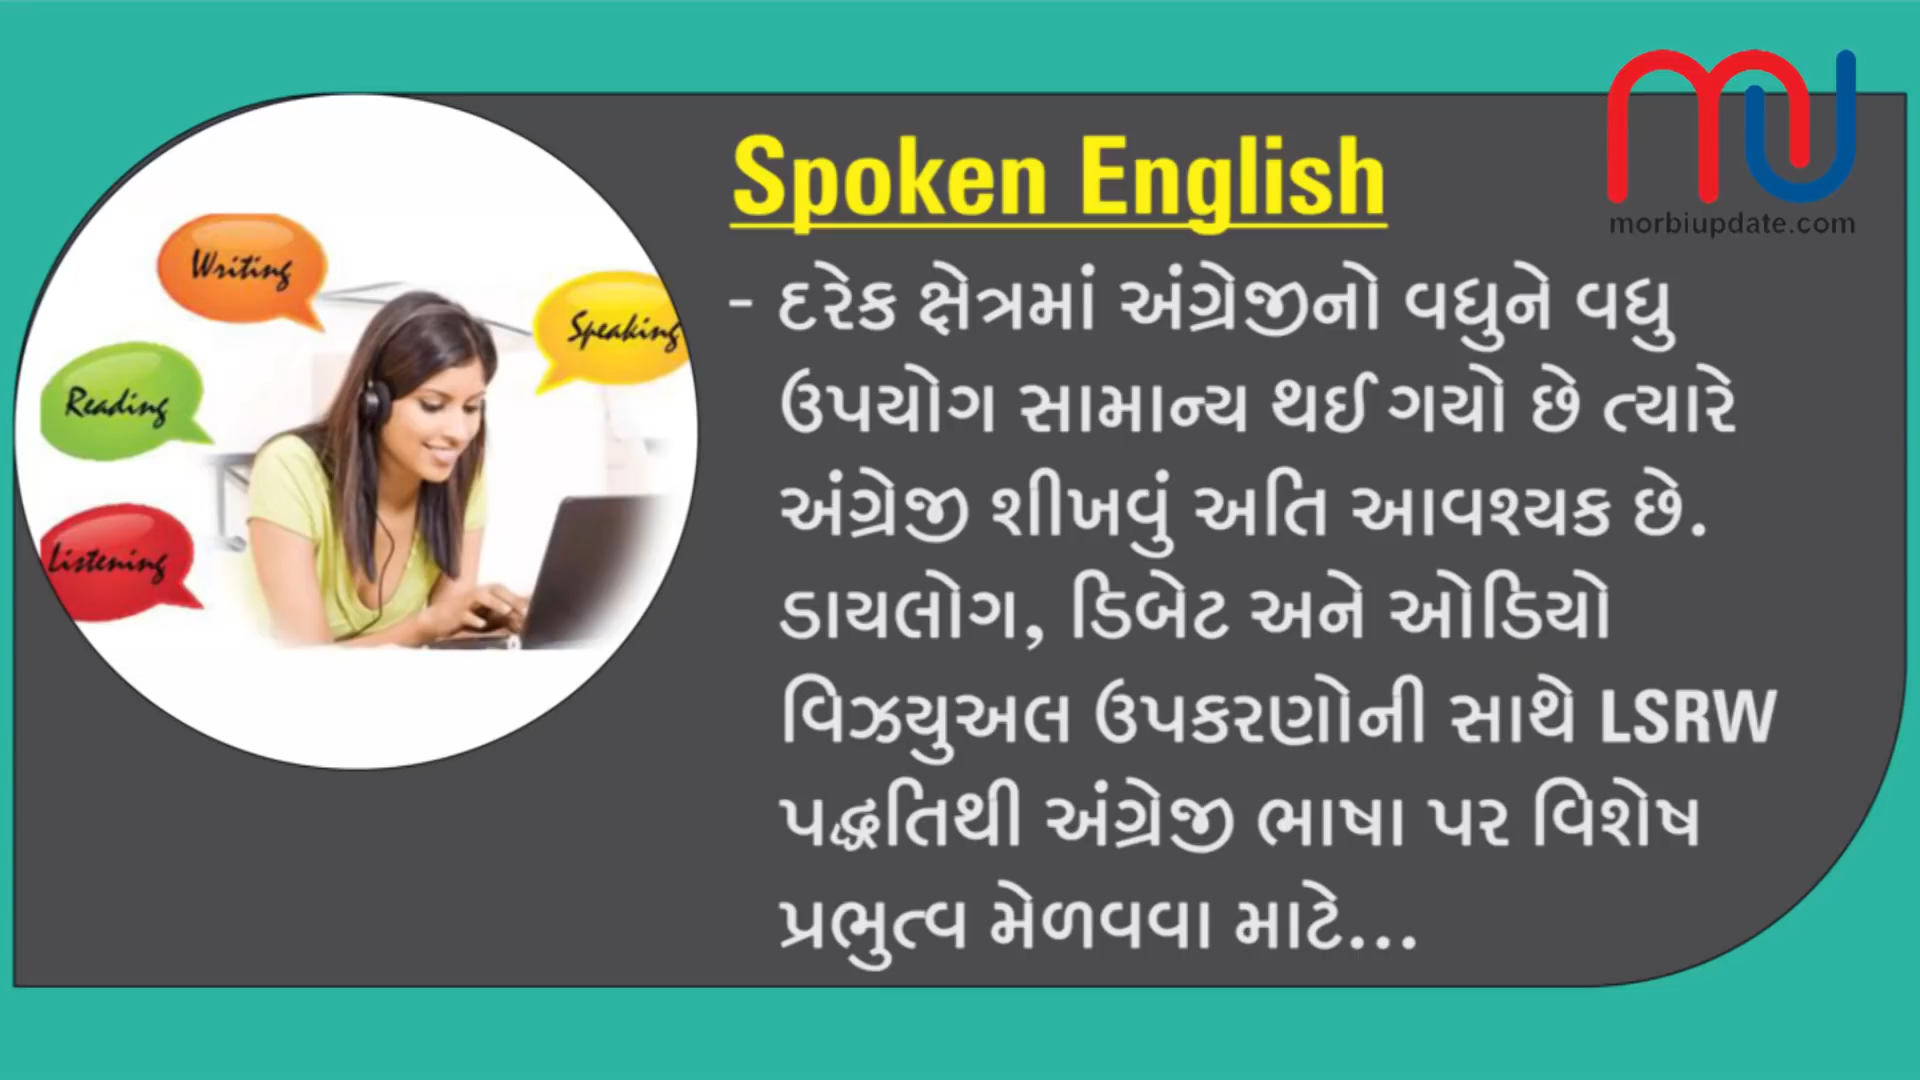 Spoken English
morbiupdate.com
- દરેક ક્ષેત્રમાં અંગ્રેજીનો વધુને વધુ
ઉપયોગ સામાન્ય થઈ ગયો છે ત્યારે
અંગ્રેજી શીખવું અતિ આવશ્યક છે.
ડાયલોગ, ડિબેટ અને ઓડિયો
વિઝ્યુઅલ ઉપકરણોની સાથે LSRW
પદ્ધતિથી અંગ્રેજી ભાષા પર વિશેષ
પ્રભુત્વ મેળવવા માટે...
Writing
Speaking
Reading
Listening